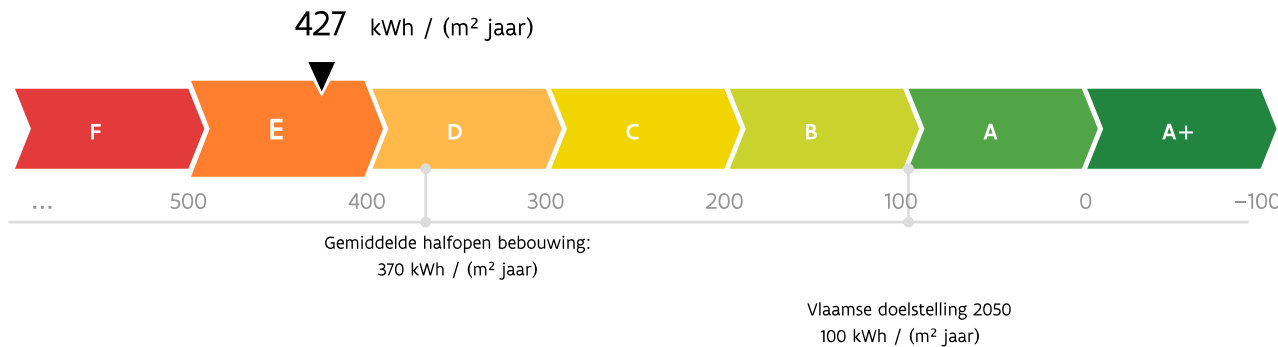 427 kWh / (m² jaar)
F E D C B A A+
... 500 400 300 200 100 0 –100
Gemiddelde halfopen bebouwing:
370 kWh / (m² jaar)
Vlaamse doelstelling 2050
100 kWh / (m² jaar)